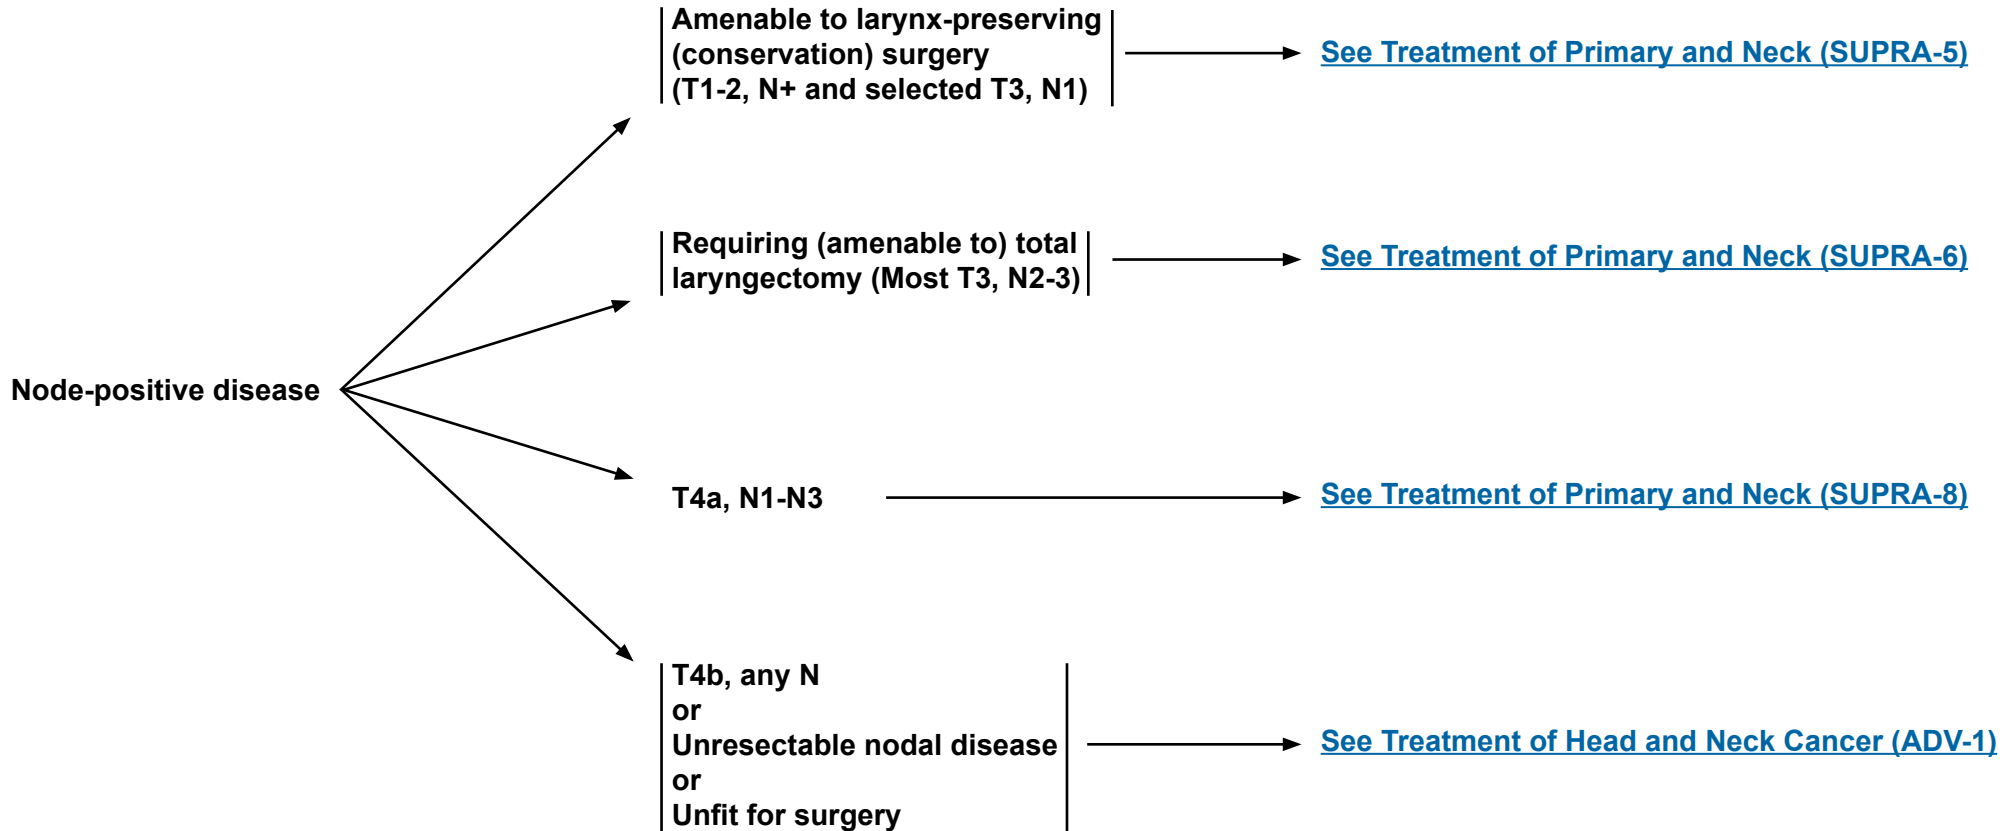 Amenable to larynx-preserving
(conservation) surgery
(T1-2, N+ and selected T3, N1)
See Treatment of Primary and Neck (SUPRA-5)
Requiring (amenable to) total
laryngectomy (Most T3, N2-3)
See Treatment of Primary and Neck (SUPRA-6)
Node-positive disease
T4a, N1-N3
See Treatment of Primary and Neck (SUPRA-8)
T4b, any N
or
Unresectable nodal disease
or
Unfit for surgery
See Treatment of Head and Neck Cancer (ADV-1)